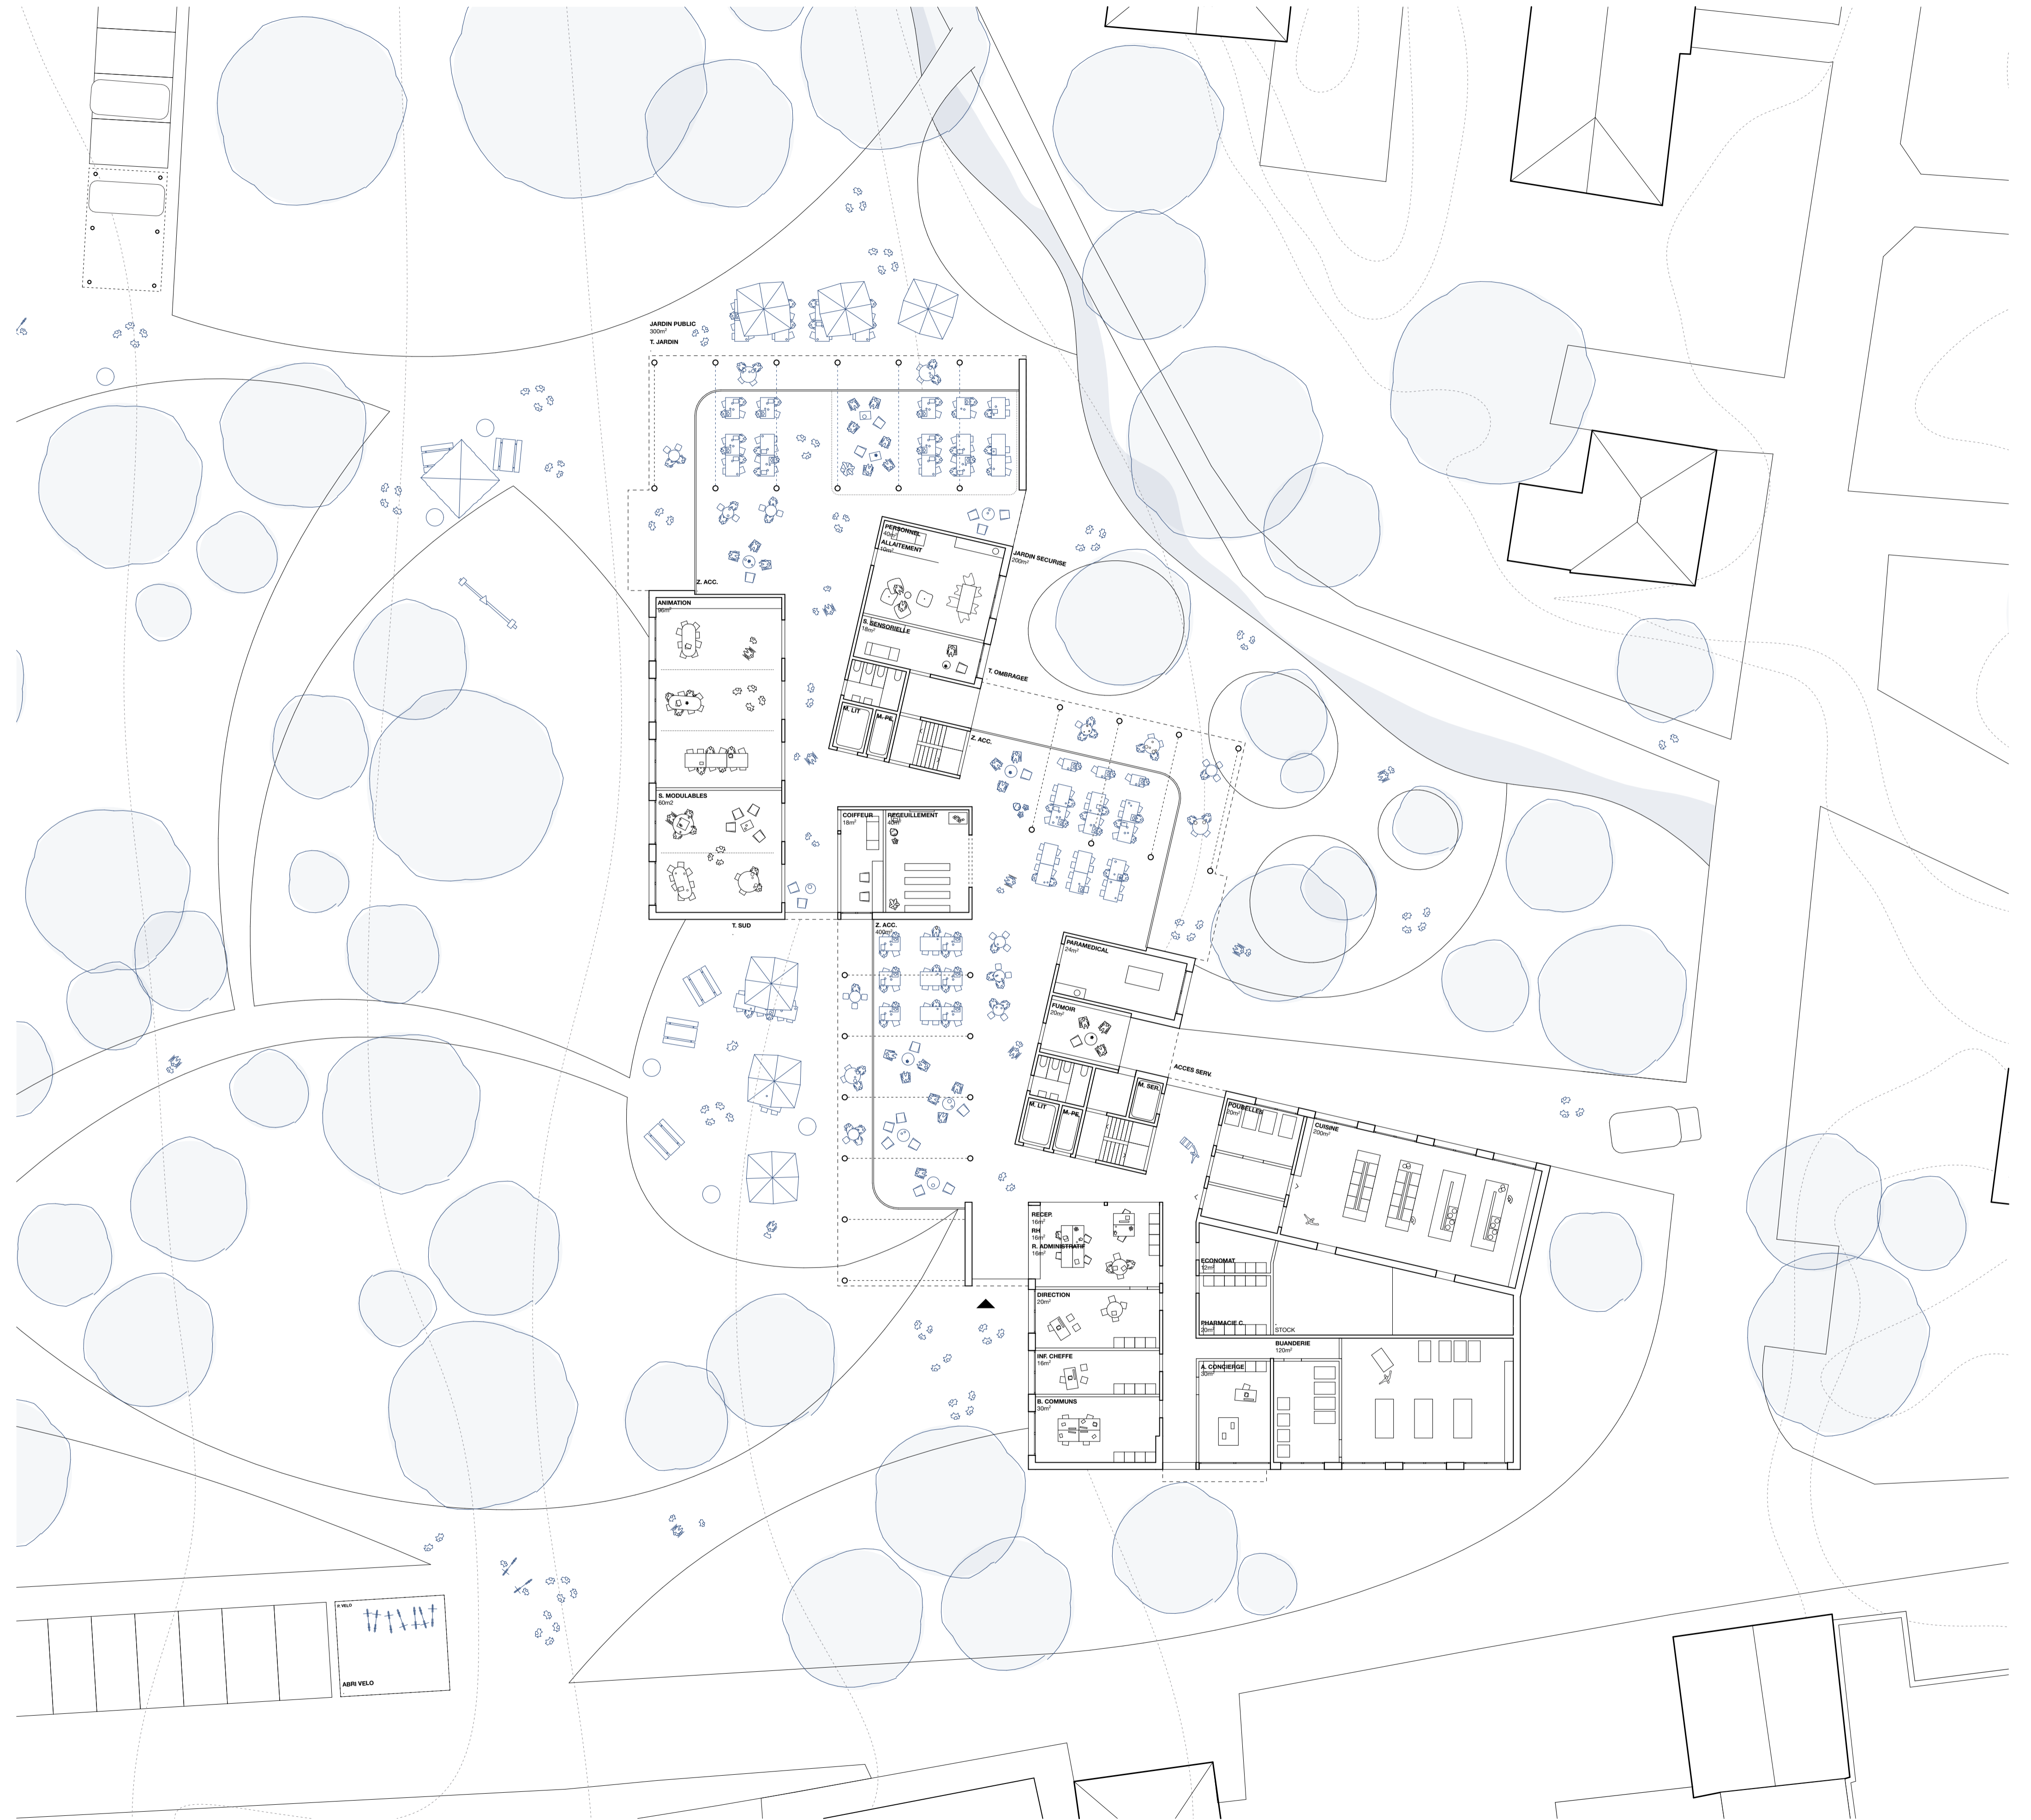 JARDIN PUBLIC
300m²
T. JARDIN
PERSONNEL
40m²
ALLAITEMENT
10m²
JARDIN SECURISE
200m²
Z. ACC.
ANIMATION
96m²
S. SENSORIELLE
18m²
T. OMBRAGEE
M. LIT
M. PE.
Z. ACC.
S. MODULABLES
60m2
COIFFEUR
18m²
RECEUILLEMENT
40m²
T. SUD
Z. ACC.
400m²
PARAMEDICAL
24m²
FUMOIR
20m²
ACCES SERV.
M. SER.
M. LIT
M. PE.
POUBELLES
20m²
CUISINE
200m²
RECEP.
16m²
RH
16m²
R. ADMINISTRATIF
16m²
ECONOMAT
12m²
DIRECTION
20m²
PHARMACIE C.
20m²
STOCK
BUANDERIE
120m²
INF. CHEFFE
16m²
A. CONCIERGE
30m²
B. COMMUNS
30m²
P. VELO
ABRI VELO